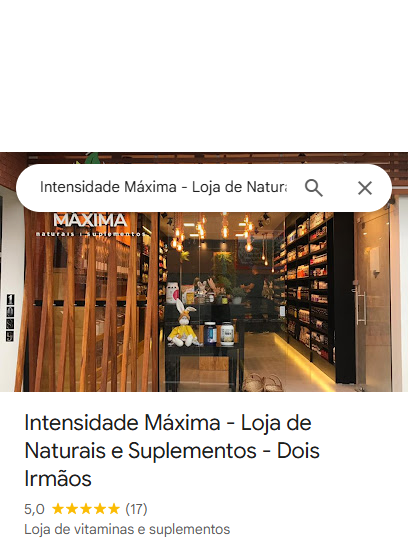 Intensidade Máxima - Loja de Natura
MÁXIMA
naturais | suplementos
Intensidade Máxima - Loja de
Naturais e Suplementos - Dois
Irmãos
5,0 (17)
Loja de vitaminas e suplementos